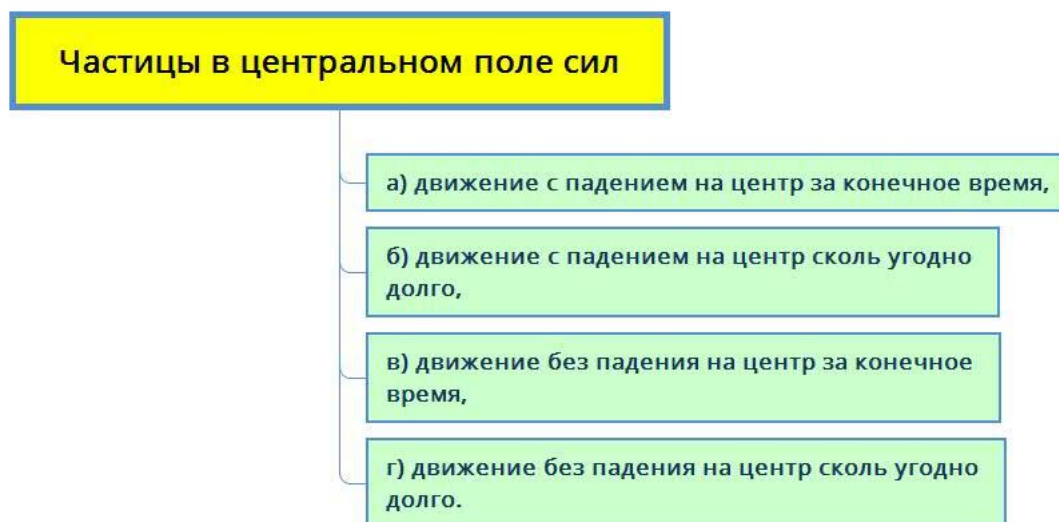 Частицы в центральном поле сил
а) движение с падением на центр за конечное время,
б) движение с падением на центр сколь угодно
долго,
в) движение без падения на центр за конечное
время,
г) движение без падения на центр сколь угодно
долго.